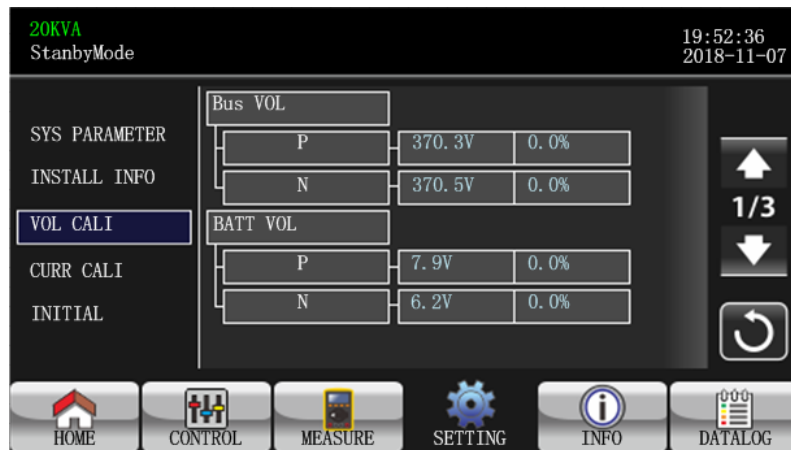 20KVA
StanbyMode
19:52:36
2018-11-07
SYS PARAMETER
INSTALL INFO
VOL CALI
CURR CALI
INITIAL
Bus VOL
P 370.3V 0.0%
N 370.5V 0.0%
BATT VOL
P 7.9V 0.0%
N 6.2V 0.0%
1/3
HOME CONTROL MEASURE SETTING INFO DATALOG